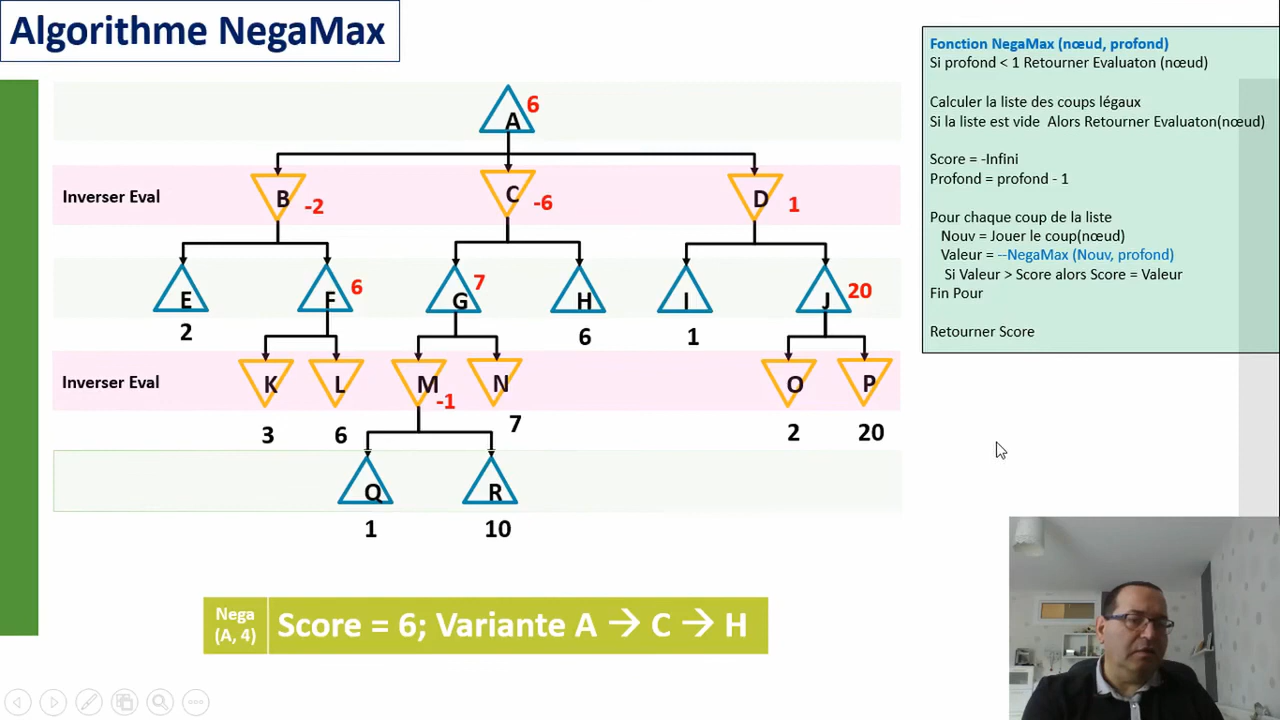 Algorithme NegaMax
Fonction NegaMax (nœud, profond)
Si profond < 1 Retourner Evaluaton (nœud)
Calculer la liste des coups légaux
Si la liste est vide Alors Retourner Evaluaton(nœud)
Score = -Infini
Profond = profond - 1
Pour chaque coup de la liste
Nouv = Jouer le coup(nœud)
Valeur = --NegaMax (Nouv, profond)
Si Valeur > Score alors Score = Valeur
Fin Pour
Retourner Score
A 6
Inverser Eval
B -2 C -6 D 1
E F 6 G 7 H I J 20
2 6 1
Inverser Eval
K L M -1 N O P
3 6 7 2 20
Q R
1 10
Nega
(A, 4)
Score = 6; Variante A → C → H